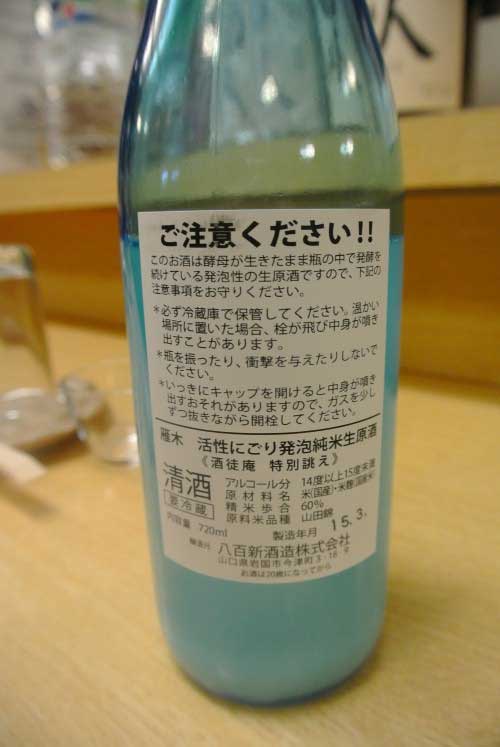 ご注意ください!!
このお酒は酵母が生きたまま瓶の中で発酵を
続けている発泡性の生原酒ですので、下記の
注意事項をお守りください。
＊必ず冷蔵庫で保管してください。温かい
場所に置いた場合、栓が飛び中身が噴き
出すことがあります。
＊瓶を振ったり、衝撃を与えたりしないで
ください。
＊いっきにキャップを開けると中身が噴き
出すおそれがありますので、ガスを少し
ずつ抜きながら開栓してください。
雁木 活性にごり発泡純米生原酒
《酒徒庵 特別誂え》
清酒
要冷蔵
アルコール分 14度以上15度未満
原材料名 米(国産)・米麹(国産米)
精米歩合 60%
原料米品種 山田錦
内容量 720ml
製造年月 15.3.
醸造元 八百新酒造株式会社
山口県岩国市今津町3-18-9
お酒は20歳になってから
人